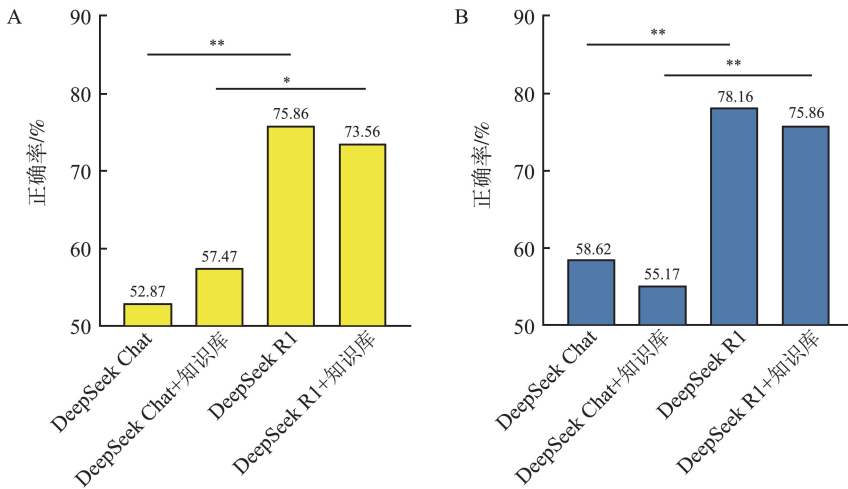 A
90
80
70
60
50
正确率/%
**
*
52.87
57.47
75.86
73.56
DeepSeek Chat
DeepSeek Chat+知识库
DeepSeek R1
DeepSeek R1+知识库
B
90
80
70
60
50
正确率/%
**
**
58.62
55.17
78.16
75.86
DeepSeek Chat
DeepSeek Chat+知识库
DeepSeek R1
DeepSeek R1+知识库